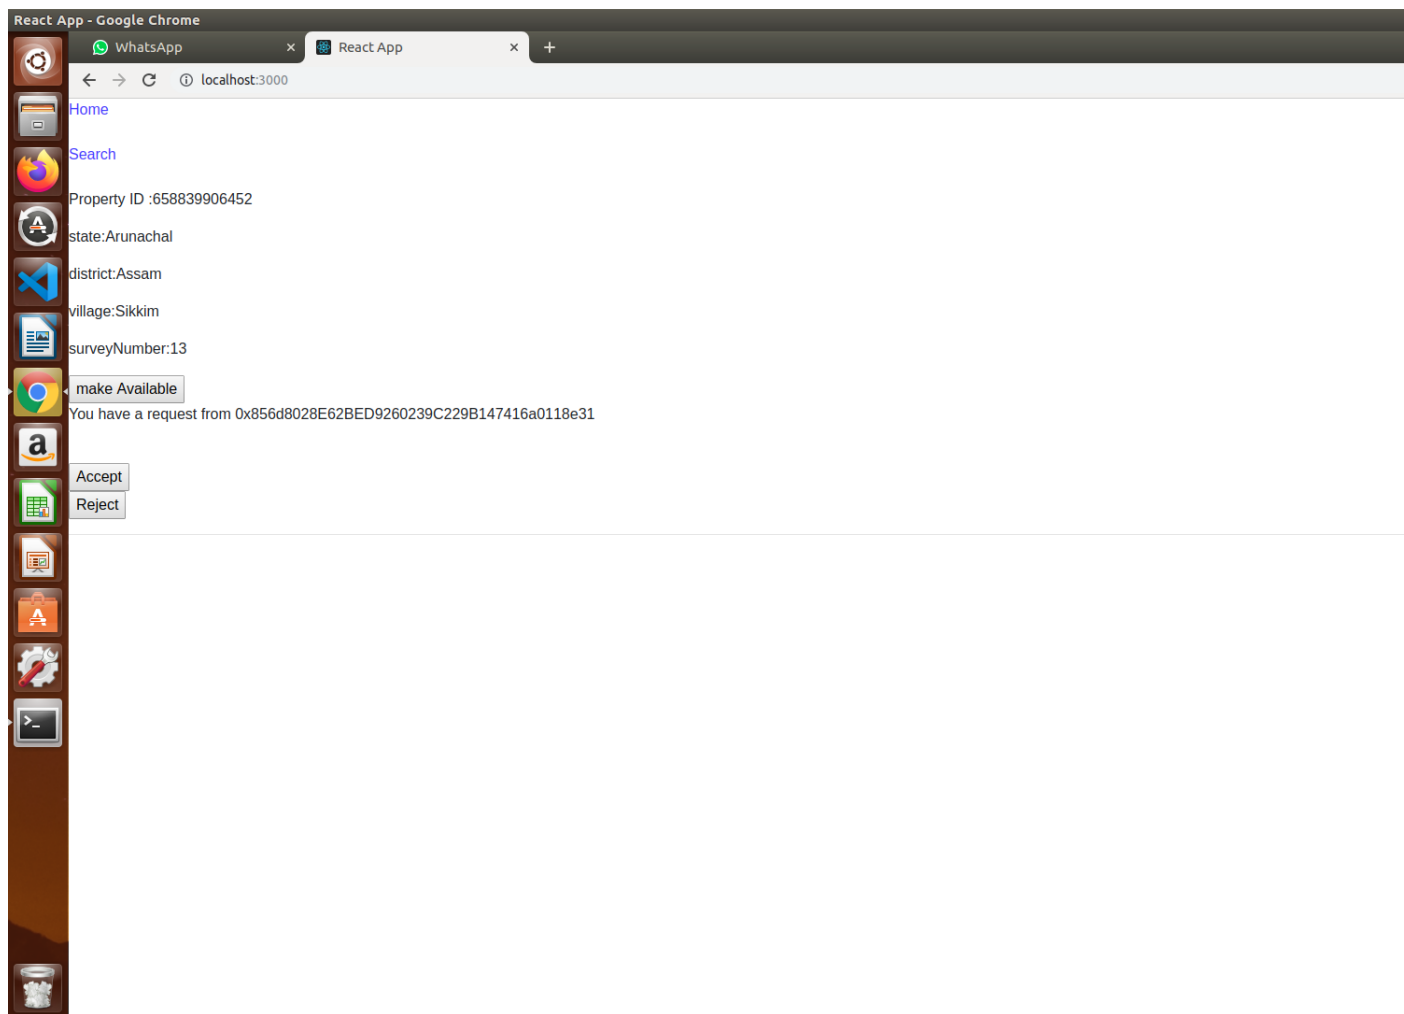 React App - Google Chrome
WhatsApp × React App × +
localhost:3000
Home
Search
Property ID :658839906452
state:Arunachal
district:Assam
village:Sikkim
surveyNumber:13
make Available
You have a request from 0x856d8028E62BED9260239C229B147416a0118e31
Accept
Reject